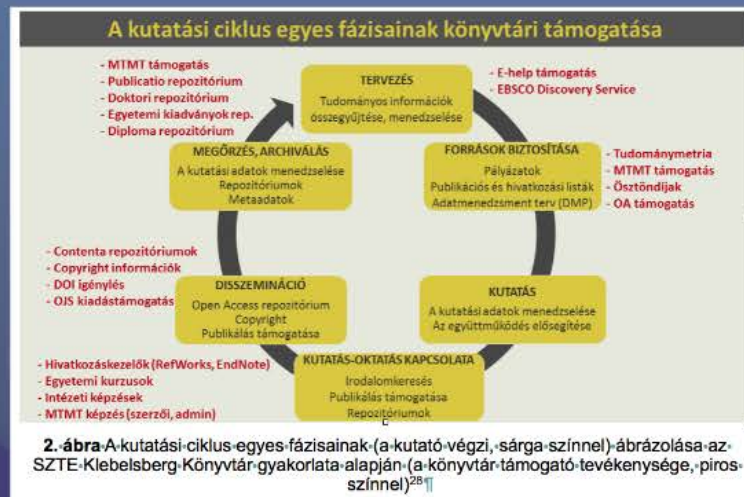 A kutatási ciklus egyes fázisainak könyvtári támogatása
- MTMT támogatás
- Publicatio repozitórium
- Doktori repozitórium
- Egyetemi kiadványok rep.
- Diploma repozitórium
TERVEZÉS
Tudományos információk
összegyűjtése, menedzselése
- E-help támogatás
- EBSCO Discovery Service
FORRÁSOK BIZTOSÍTÁSA
Pályázatok
Publikációs és hivatkozási listák
Adatmenedzsment terv (DMP)
- Tudománymetria
- MTMT támogatás
- Ösztöndíjak
- OA támogatás
KUTATÁS
A kutatási adatok menedzselése
Az együttműködés elősegítése
KUTATÁS-OKTATÁS KAPCSOLATA
Irodalomkeresés
Publikálás támogatása
Repozitóriumok
- Hivatkozáskezelők (RefWorks, EndNote)
- Egyetemi kurzusok
- Intézeti képzések
- MTMT képzés (szerzői, admin)
DISSZEMINÁCIÓ
Open Access repozitórium
Copyright
Publikálás támogatása
- Contenta repozitóriumok
- Copyright információk
- DOI igénylés
- OJS kiadástámogatás
MEGŐRZÉS, ARCHIVÁLÁS
A kutatási adatok menedzselése
Repozitóriumok
Metaadatok
2.·ábra·A·kutatási·ciklus·egyes·fázisainak·(a·kutató·végzi,·sárga·színnel)·ábrázolása·az·
SZTE·Klebelsberg·Könyvtár·gyakorlata·alapján·(a·könyvtár·támogató·tevékenysége,·piros·
színnel)28¶